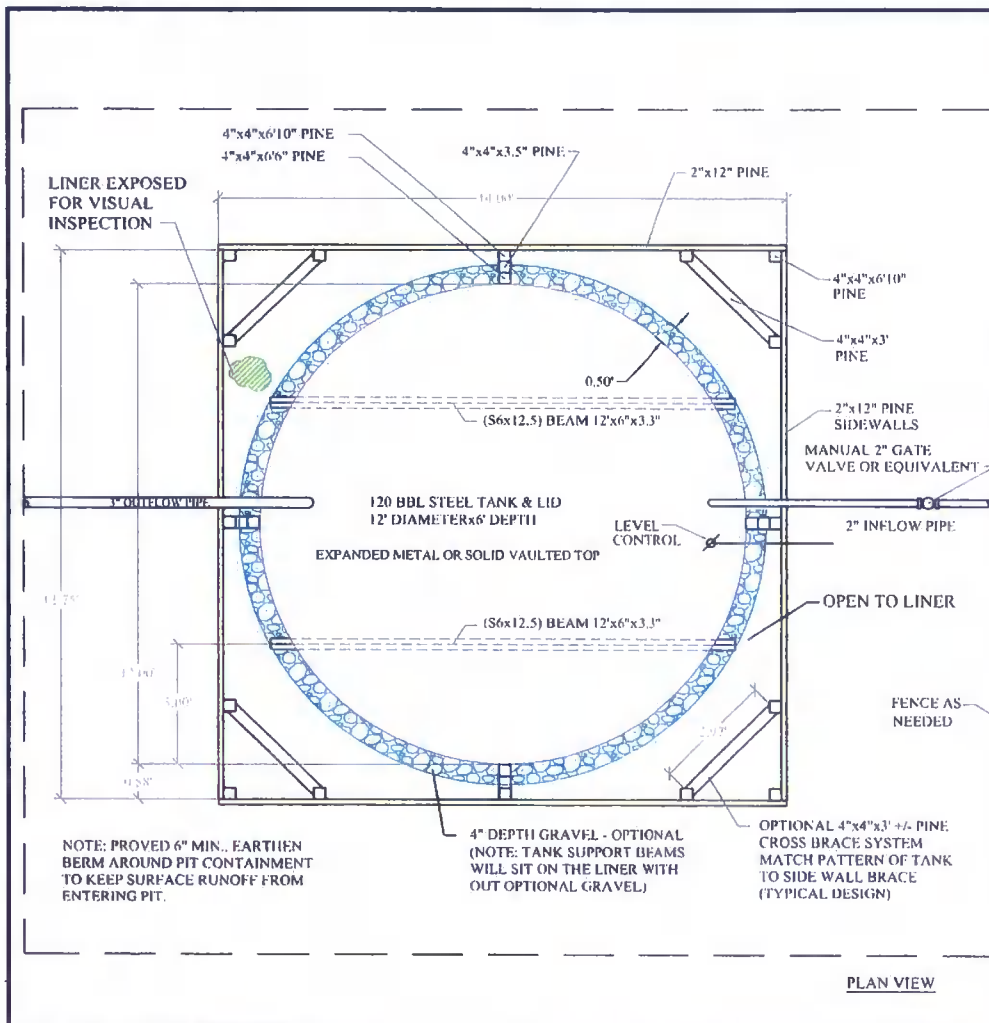 4"x4"x6'10" PINE
4"x4"x6'6" PINE
4"x4"x3.5" PINE
2"x12" PINE
LINER EXPOSED
FOR VISUAL
INSPECTION
4"x4"x6'10"
PINE
4"x4"x3'
PINE
0.50'
(S6x12.5) BEAM 12'x6"x3.3"
2"x12" PINE
SIDEWALLS
MANUAL 2" GATE
VALVE OR EQUIVALENT
3" OUTFLOW PIPE
120 BBL STEEL TANK & LID
12' DIAMETERx6' DEPTH
2" INFLOW PIPE
LEVEL
CONTROL
EXPANDED METAL OR SOLID VAULTED TOP
OPEN TO LINER
(S6x12.5) BEAM 12'x6"x3.3"
12.00'
3.00'
FENCE AS
NEEDED
0.88'
NOTE: PROVED 6" MIN., EARTHEN
BERM AROUND PIT CONTAINMENT
TO KEEP SURFACE RUNOFF FROM
ENTERING PIT.
4" DEPTH GRAVEL - OPTIONAL
(NOTE: TANK SUPPORT BEAMS
WILL SIT ON THE LINER WITH
OUT OPTIONAL GRAVEL)
OPTIONAL 4"x4"x3' +/- PINE
CROSS BRACE SYSTEM
MATCH PATTERN OF TANK
TO SIDE WALL BRACE
(TYPICAL DESIGN)
PLAN VIEW